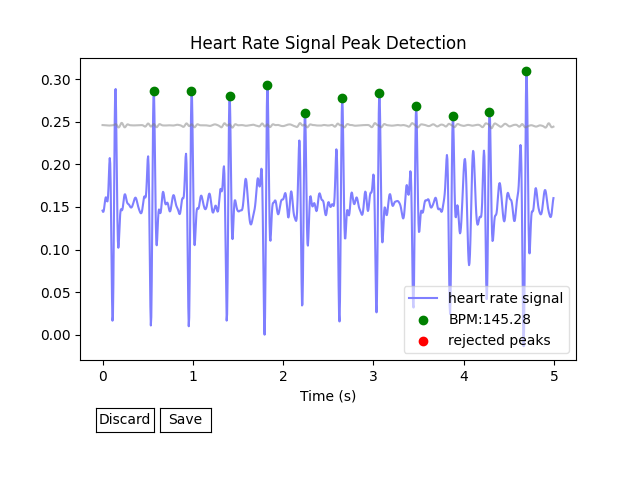 Heart Rate Signal Peak Detection
0.30
0.25
0.20
0.15
0.10
0.05
0.00
heart rate signal
BPM:145.28
rejected peaks
0 1 2 3 4 5
Time (s)
Discard Save